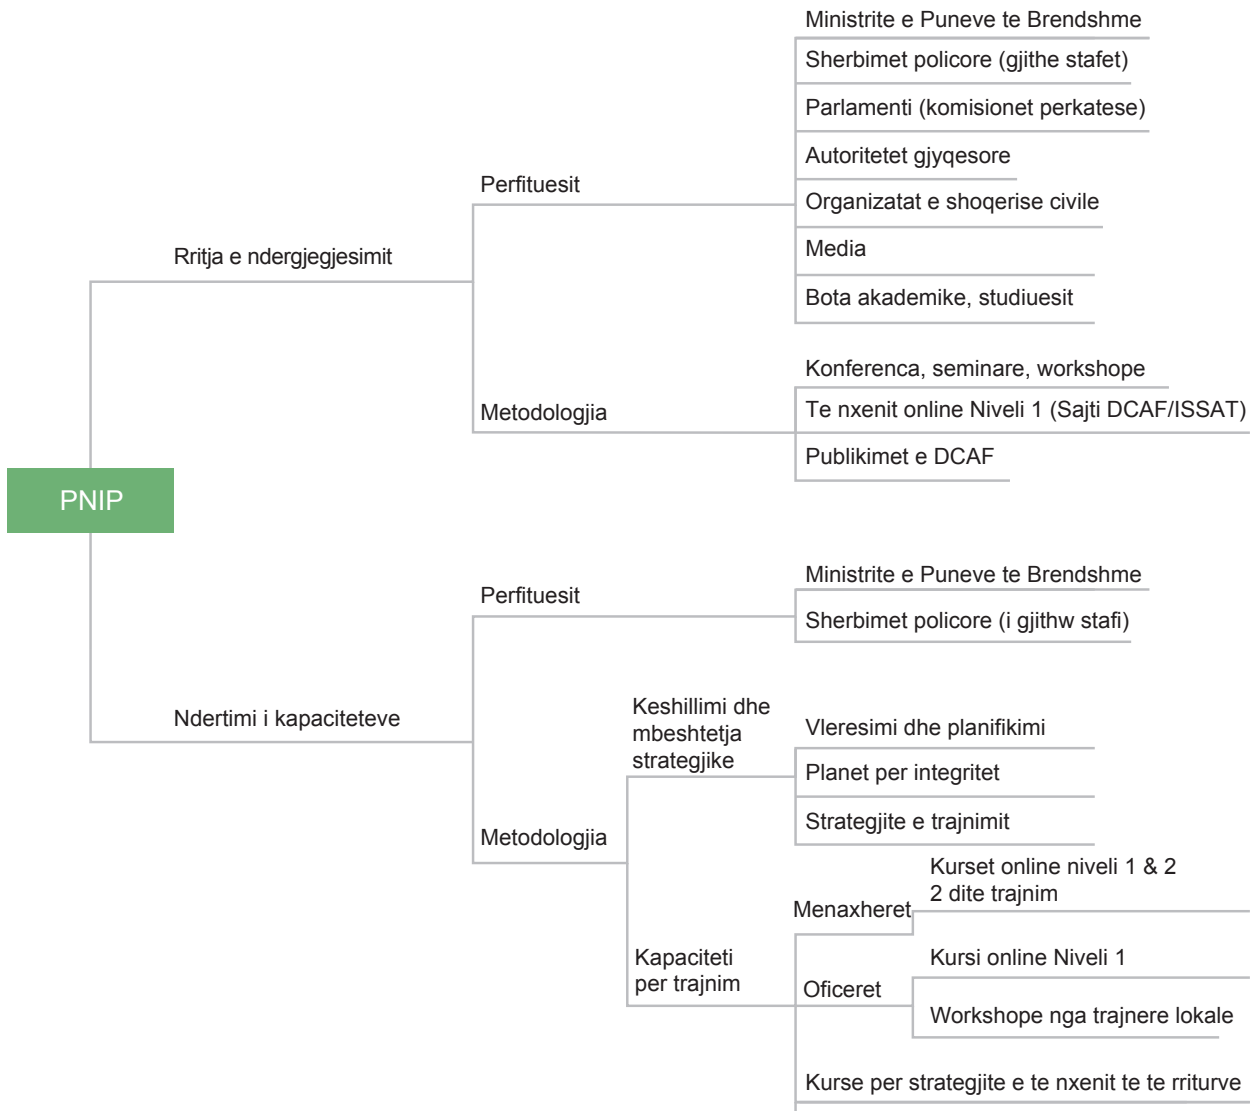 Ministrite e Puneve te Brendshme
Sherbimet policore (gjithe stafet)
Parlamenti (komisionet perkatese)
Autoritetet gjyqesore
Perfituesit
Organizatat e shoqerise civile
Rritja e ndergjegjesimit
Media
Bota akademike, studiuesit
Konferenca, seminare, workshope
Metodologjia
Te nxenit online Niveli 1 (Sajti DCAF/ISSAT)
Publikimet e DCAF
PNIP
Ministrite e Puneve te Brendshme
Perfituesit
Sherbimet policore (i gjithw stafi)
Ndertimi i kapaciteteve
Keshillimi dhe
mbeshtetja
strategjike
Vleresimi dhe planifikimi
Planet per integritet
Strategjite e trajnimit
Metodologjia
Kurset online niveli 1 & 2
2 dite trajnim
Menaxheret
Kapaciteti
per trajnim
Kursi online Niveli 1
Oficeret
Workshope nga trajnere lokale
Kurse per strategjite e te nxenit te te rriturve